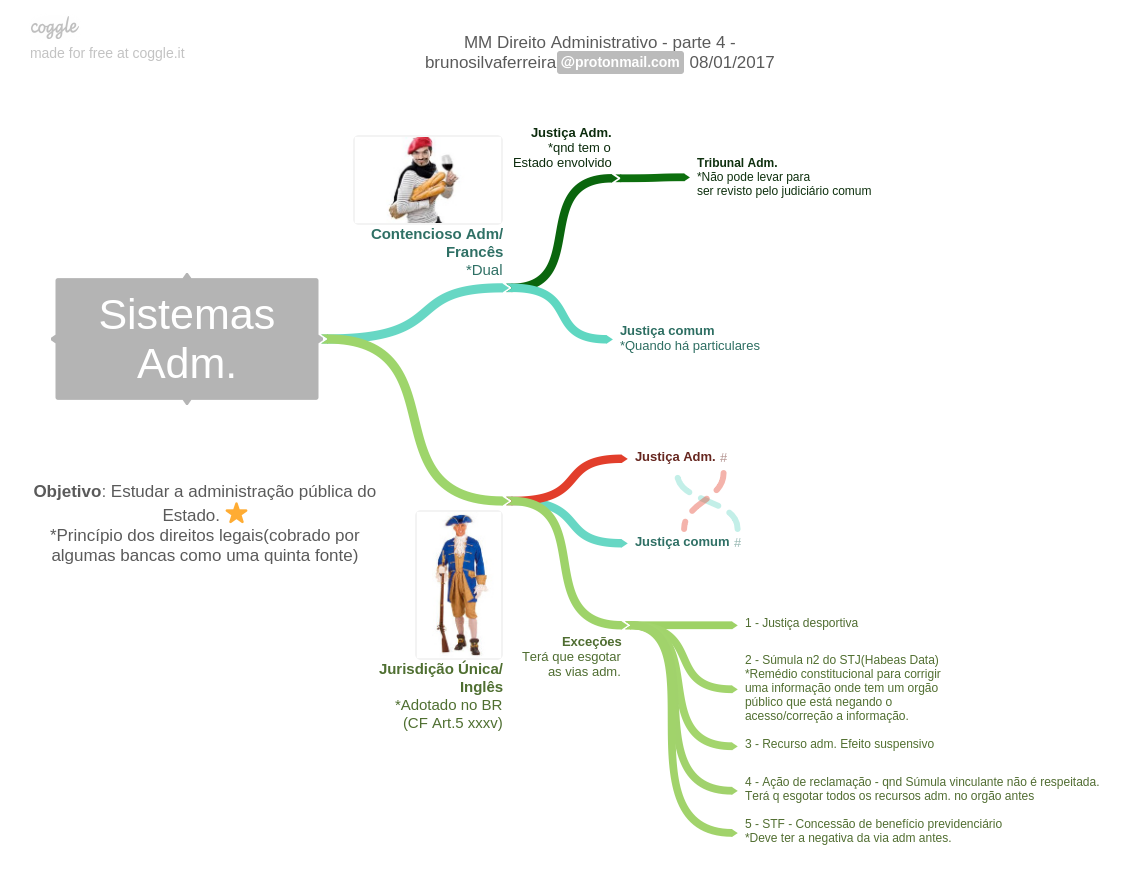 coggle
made for free at coggle.it
MM Direito Administrativo - parte 4 -
brunosilvaferreira@protonmail.com 08/01/2017
Justiça Adm.
*qnd tem o
Estado envolvido
Tribunal Adm.
*Não pode levar para
ser revisto pelo judiciário comum
Contencioso Adm/
Francês
*Dual
Sistemas
Adm.
Justiça comum
*Quando há particulares
Justiça Adm. #
Justiça comum #
Objetivo: Estudar a administração pública do
Estado.
*Princípio dos direitos legais(cobrado por
algumas bancas como uma quinta fonte)
Jurisdição Única/
Inglês
*Adotado no BR
(CF Art.5 xxxv)
Exceções
Terá que esgotar
as vias adm.
1 - Justiça desportiva
2 - Súmula n2 do STJ(Habeas Data)
*Remédio constitucional para corrigir
uma informação onde tem um orgão
público que está negando o
acesso/correção a informação.
3 - Recurso adm. Efeito suspensivo
4 - Ação de reclamação - qnd Súmula vinculante não é respeitada.
Terá q esgotar todos os recursos adm. no orgão antes
5 - STF - Concessão de benefício previdenciário
*Deve ter a negativa da via adm antes.